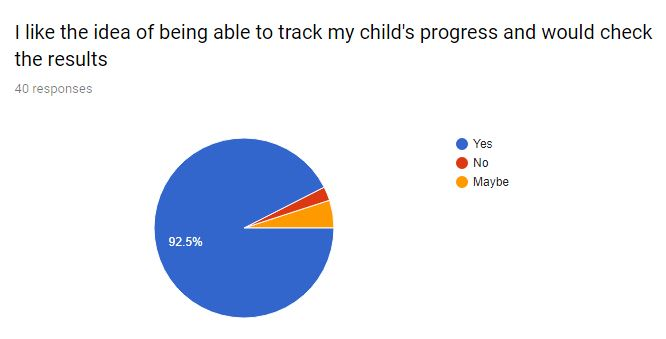 I like the idea of being able to track my child's progress and would check
the results
40 responses
Yes
No
Maybe
92.5%